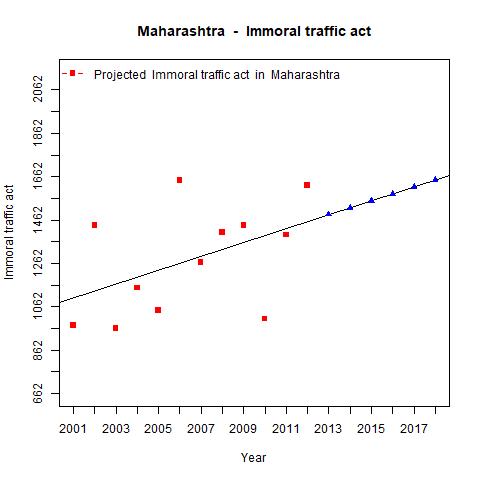 Maharashtra - Immoral traffic act
Projected Immoral traffic act in Maharashtra
Immoral traffic act
2062
1862
1662
1462
1262
1062
862
662
2001 2003 2005 2007 2009 2011 2013 2015 2017
Year